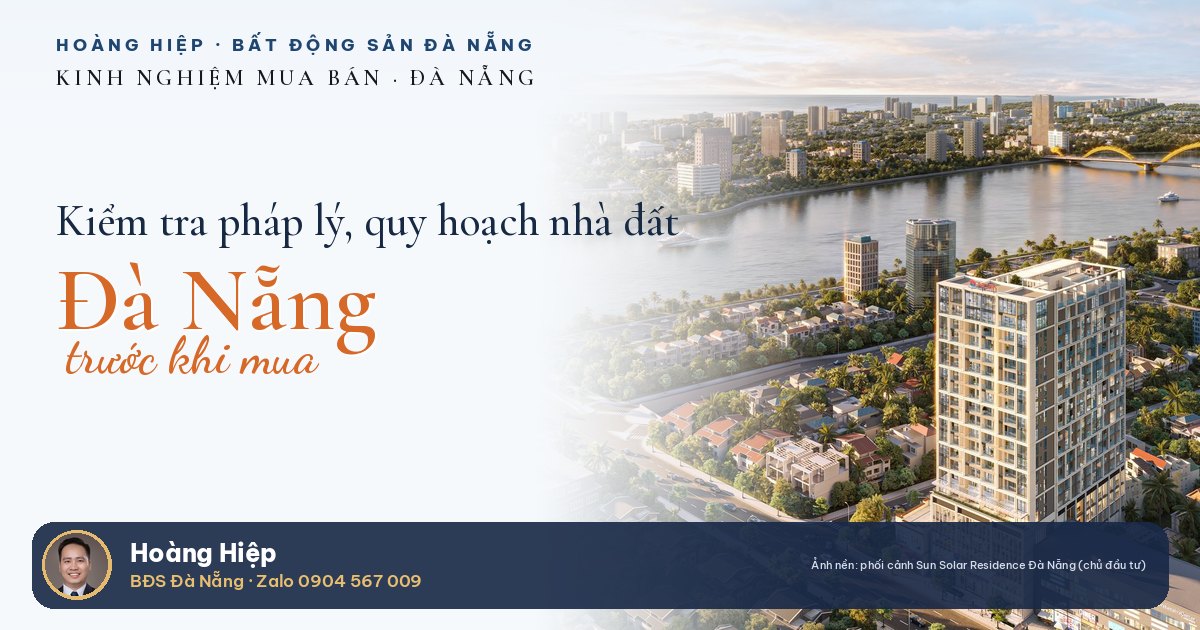 HOÀNG HIỆP · BẤT ĐỘNG SẢN ĐÀ NẴNG
KINH NGHIỆM MUA BÁN · ĐÀ NẴNG
Kiểm tra pháp lý, quy hoạch nhà đất
Đà Nẵng
trước khi mua
Hoàng Hiệp
BĐS Đà Nẵng · Zalo 0904 567 009
Ảnh nền: phối cảnh Sun Solar Residence Đà Nẵng (chủ đầu tư)